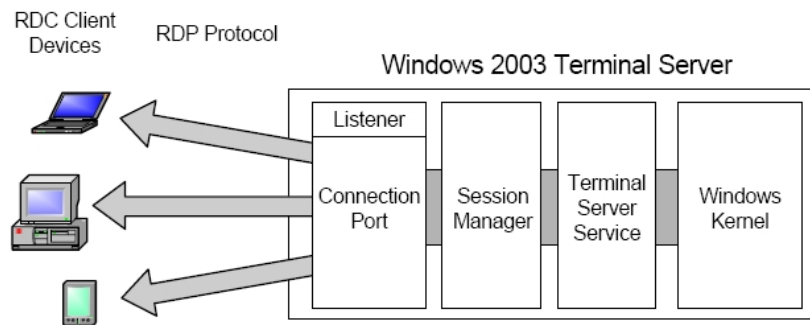 RDC Client
Devices
RDP Protocol
Windows 2003 Terminal Server
Listener
Connection
Port
Session
Manager
Terminal
Server
Service
Windows
Kernel